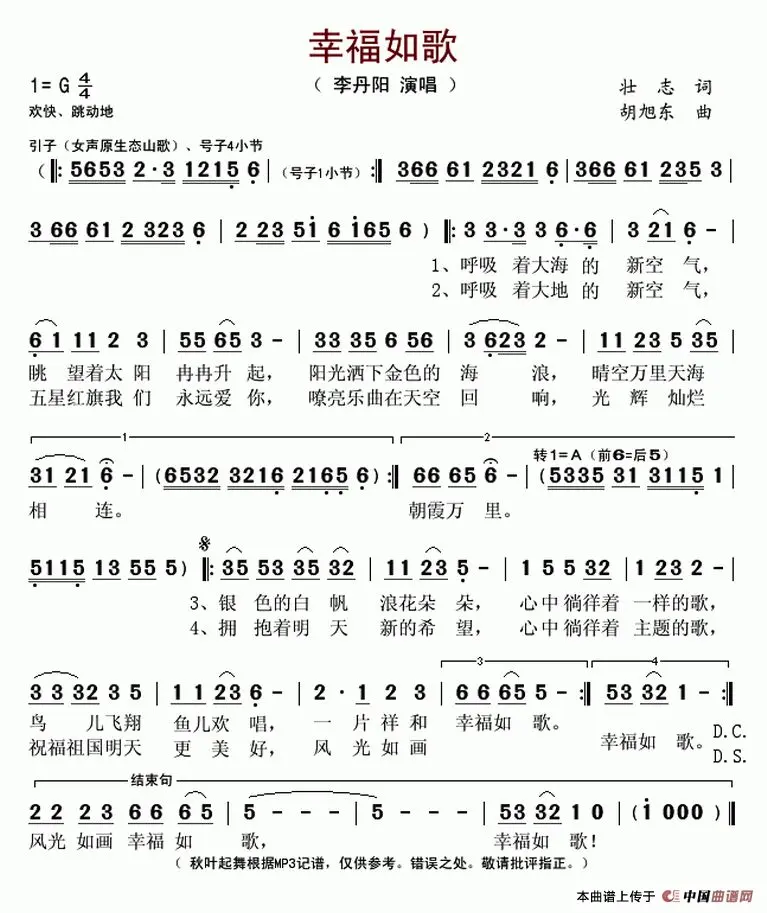 幸福如歌
（ 李丹阳 演唱 ）
1= G 4/4
壮 志 词
欢快、跳动地
胡旭东 曲
引子（女声原生态山歌）、号子4小节
（‖: 5653 2·3 1215 6 （号子1小节）:‖ 366 61 2321 6 | 366 61 235 3 |
3 66 61 2 323 6 | 2 23 51 6 165 6 ）‖: 3 3·3 3 6·6 | 3 21 6 - |
1、呼吸 着大海 的 新空 气，
2、呼吸 着大地 的 新空 气，
6 1 11 2 3 | 55 65 3 - | 33 35 6 56 | 3 623 2 - | 11 23 5 35 |
眺 望着太 阳 冉冉升 起， 阳光洒下金色的 海 浪， 晴空万里天海
五星红旗我 们 永远爱 你， 嘹亮乐曲在天空 回 响， 光 辉 灿烂
1 2 转1=A（前6=后5）
31 21 6 - |（6532 3216 2165 6）:‖ 66 65 6 - |（5335 31 3115 1 |
相 连。 朝霞万 里。
5115 13 55 5）‖: 35 53 35 32 | 11 23 5 - | 1 5 5 32 | 1 23 2 - |
3、银 色的白 帆 浪花朵 朵， 心中 徜徉着 一样的歌，
4、拥 抱着明 天 新的希 望， 心中 徜徉着 主题的歌，
3 4
3 3 32 3 5 | 1 1 23 6 - | 2 · 1 2 3 | 6 6 65 5 - :‖ 53 32 1 - ‖
鸟 儿飞翔 鱼儿欢 唱， 一 片 祥 和 幸福如 歌。
祝福祖国明天 更 美 好， 风 光 如 画 幸福如 歌。 D.C.
D.S.
结束句
22 23 66 65 | 5 - - - | 5 - - - | 53 32 1 0 |（1 000）‖
风光 如画 幸福 如 歌， 幸福如 歌！
（ 秋叶起舞根据MP3记谱，仅供参考。错误之处。敬请批评指正。）
本曲谱上传于 中国曲谱网